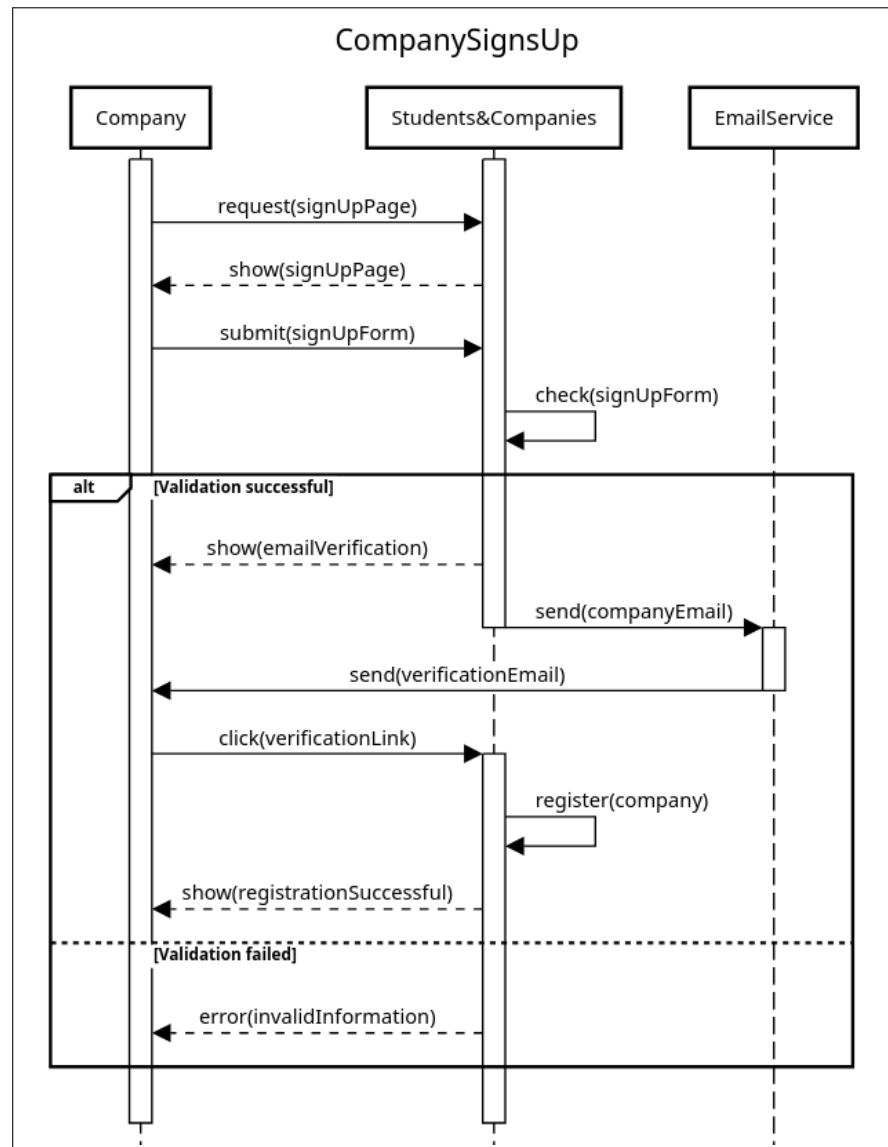 CompanySignsUp
Company
Students&Companies
EmailService
request(signUpPage)
show(signUpPage)
submit(signUpForm)
check(signUpForm)
alt
[Validation successful]
show(emailVerification)
send(companyEmail)
send(verificationEmail)
click(verificationLink)
register(company)
show(registrationSuccessful)
[Validation failed]
error(invalidInformation)